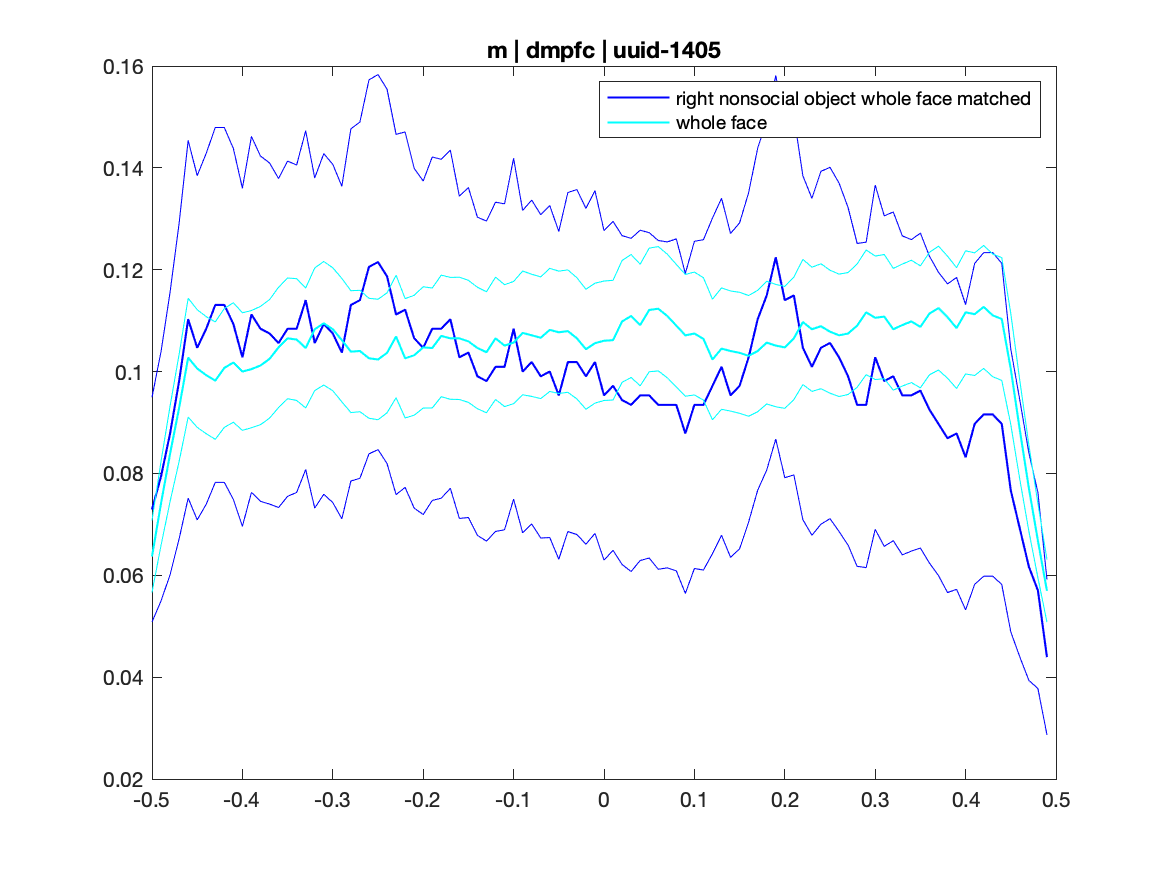 m | dmpfc | uuid-1405
right nonsocial object whole face matched
whole face
0.16
0.14
0.12
0.1
0.08
0.06
0.04
0.02
-0.5 -0.4 -0.3 -0.2 -0.1 0 0.1 0.2 0.3 0.4 0.5